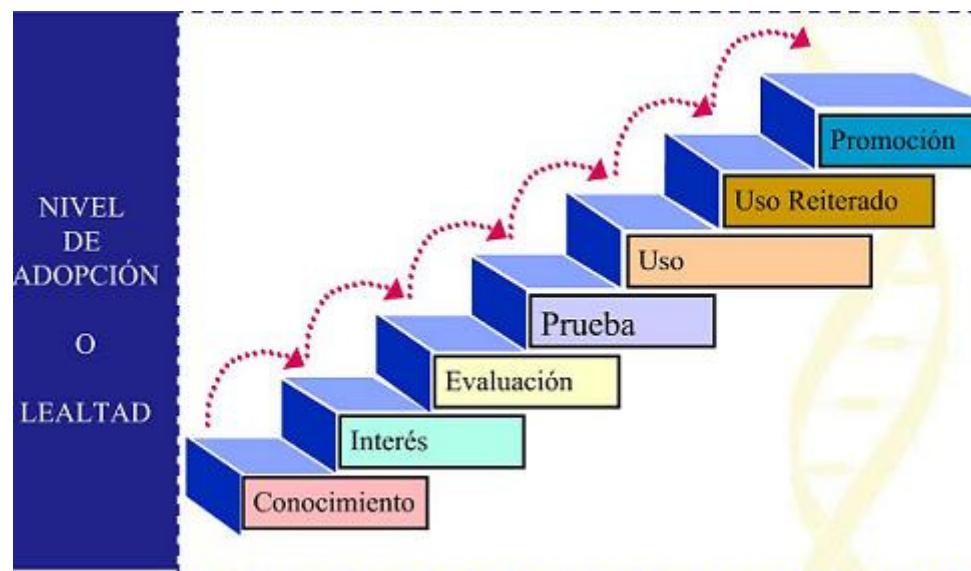 NIVEL
DE
ADOPCIÓN
O
LEALTAD
Promoción
Uso Reiterado
Uso
Prueba
Evaluación
Interés
Conocimiento